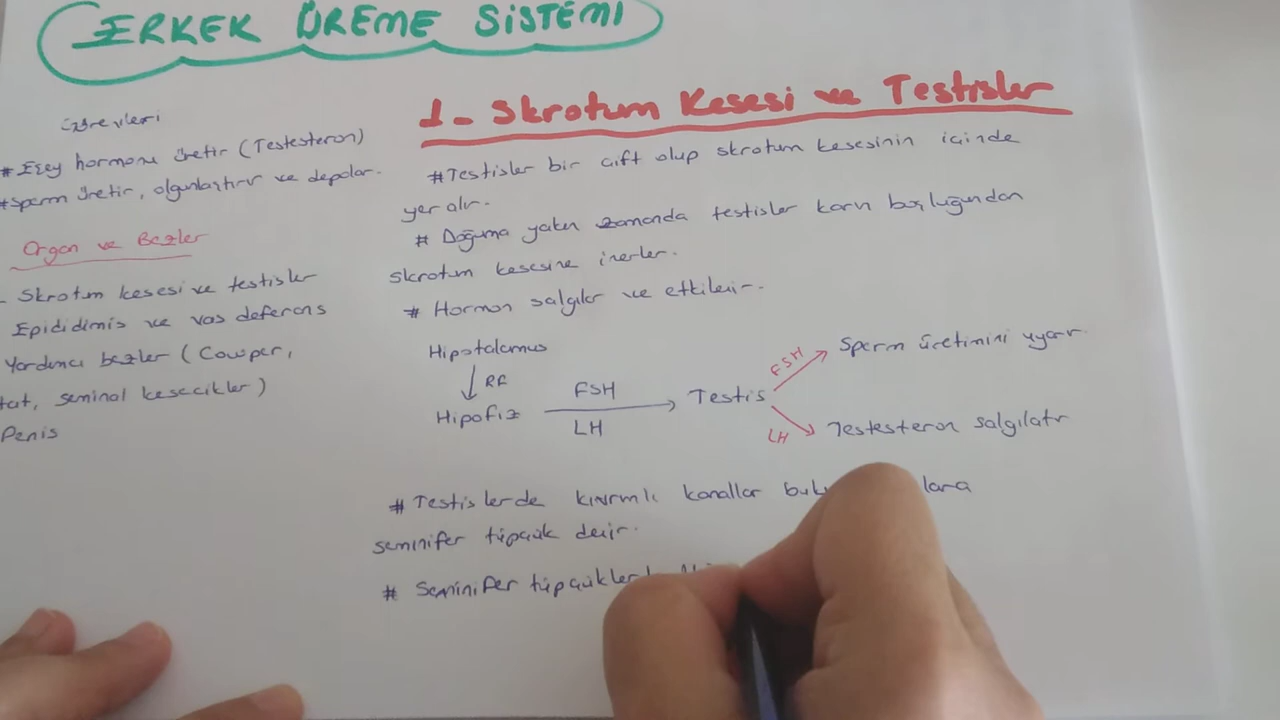 ERKEK ÜREME SİSTEMİ
Görevleri
# Eşey hormonu üretir (Testesteron)
# Sperm üretir, olgunlaştırır ve depolar.
Organ ve Bezler
- Skrotum kesesi ve testisler
Epididimis ve vas deferans
Yardımcı bezler (Cowper,
tat, seminal kesecikler)
Penis
1- Skrotum Kesesi ve Testisler
# Testisler bir çift olup skrotum kesesinin içinde
yer alır.
# Doğuma yakın zamanda testisler karın boşluğundan
skrotum kesesine inerler.
# Hormon salgılar ve etkilenir.
Hipotalamus
RF
Hipofiz FSH LH Testis
FSH Sperm üretimini uyarır.
LH Testesteron salgılatır
# Testislerde kıvrımlı kanallar lara
seminifer tüpçük denir.
# Seminifer tüpçükler